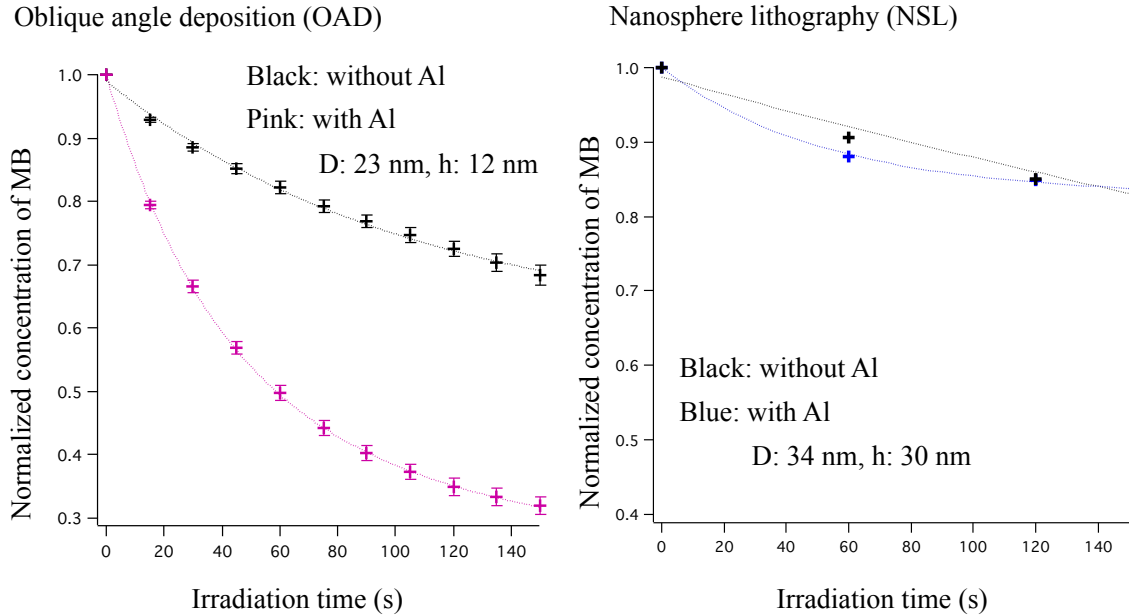 Oblique angle deposition (OAD)
Black: without Al
Pink: with Al
D: 23 nm, h: 12 nm
Normalized concentration of MB
1.0
0.9
0.8
0.7
0.6
0.5
0.4
0.3
0 20 40 60 80 100 120 140
Irradiation time (s)
Nanosphere lithography (NSL)
Normalized concentration of MB
1.0
0.9
0.8
0.7
0.6
0.5
0.4
Black: without Al
Blue: with Al
D: 34 nm, h: 30 nm
0 20 40 60 80 100 120 140
Irradiation time (s)